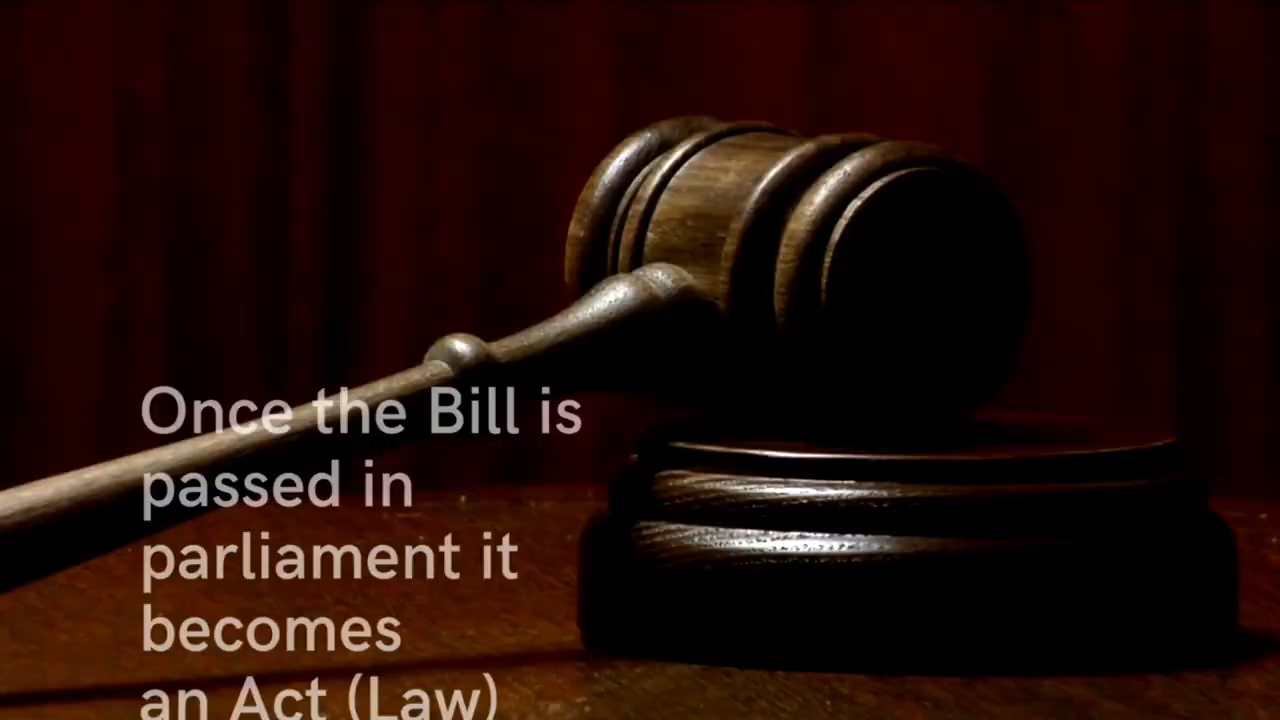 Once the Bill is
passed in
parliament it
becomes
an Act (Law)